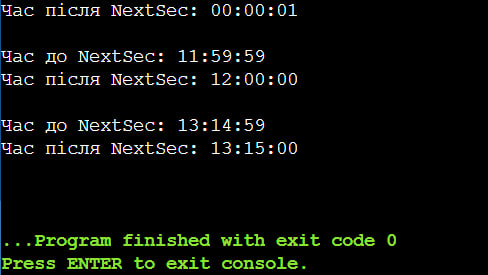 Час після NextSec: 00:00:01
Час до NextSec: 11:59:59
Час після NextSec: 12:00:00
Час до NextSec: 13:14:59
Час після NextSec: 13:15:00
...Program finished with exit code 0
Press ENTER to exit console.